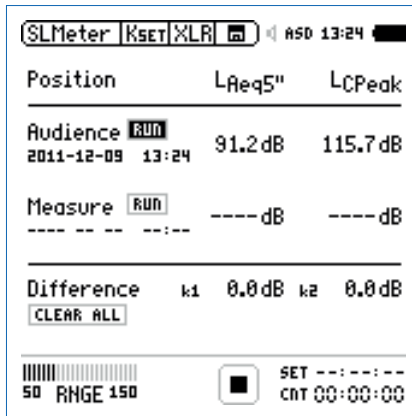 SLMeter KSET XLR ASD 13:24
Position LAeq5" LCPeak
Audience RUN 91.2dB 115.7dB
2011-12-09 13:24
Measure RUN ----dB ----dB
---- -- -- --:--
Difference k1 0.0dB k2 0.0dB
CLEAR ALL
SET --:--:--
50 RNGE 150 CNT 00:00:00